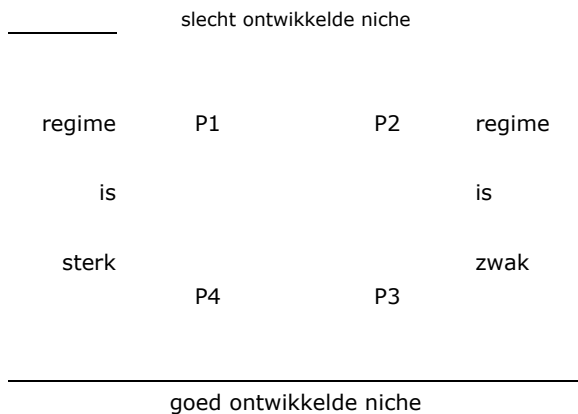 slecht ontwikkelde niche
regime P1 P2 regime
is is
sterk zwak
P4 P3
goed ontwikkelde niche